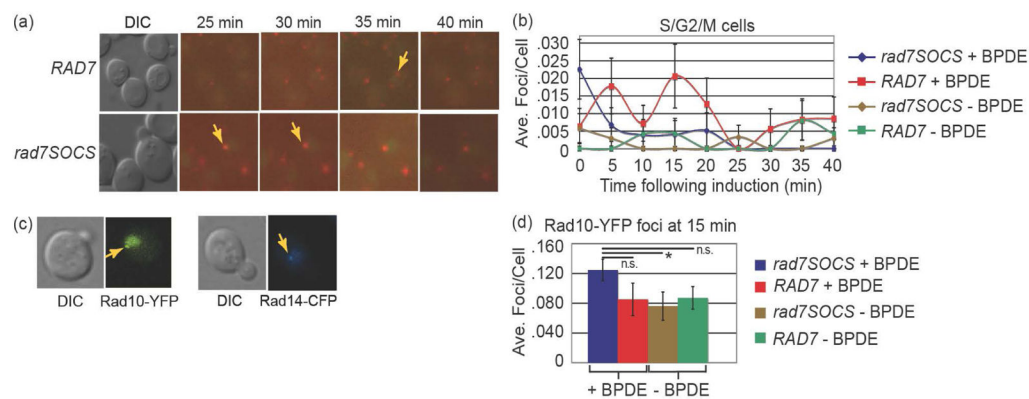 (a)
DIC 25 min 30 min 35 min 40 min
RAD7
rad7SOCS
(b)
S/G2/M cells
Ave. Foci/Cell
.030
.025
.020
.015
.010
.005
0
0 5 10 15 20 25 30 35 40
Time following induction (min)
rad7SOCS + BPDE
RAD7 + BPDE
rad7SOCS - BPDE
RAD7 - BPDE
(c)
DIC Rad10-YFP DIC Rad14-CFP
(d)
Rad10-YFP foci at 15 min
Ave. Foci/Cell
.160
.120
.080
.040
0
n.s.
*
n.s.
+ BPDE - BPDE
rad7SOCS + BPDE
RAD7 + BPDE
rad7SOCS - BPDE
RAD7 - BPDE